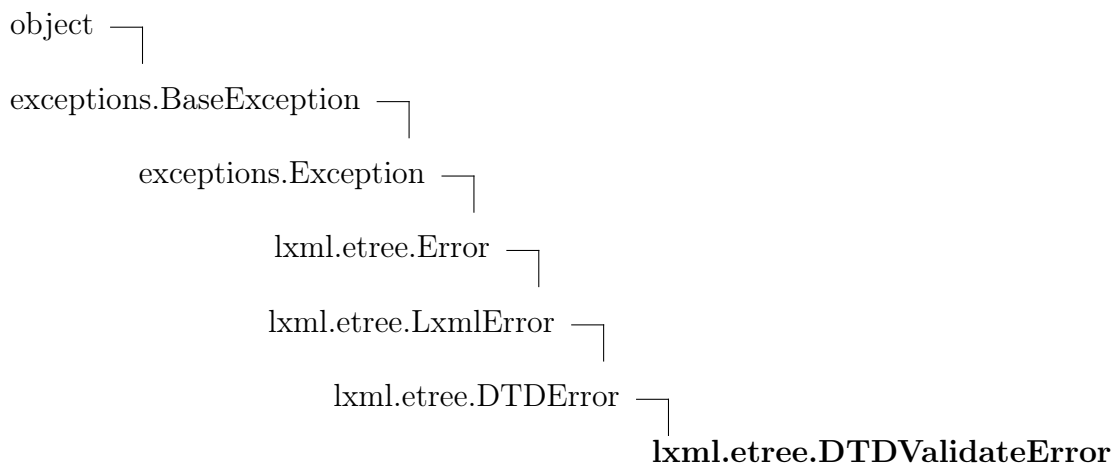 object
exceptions.BaseException
exceptions.Exception
lxml.etree.Error
lxml.etree.LxmlError
lxml.etree.DTDError
lxml.etree.DTDValidateError